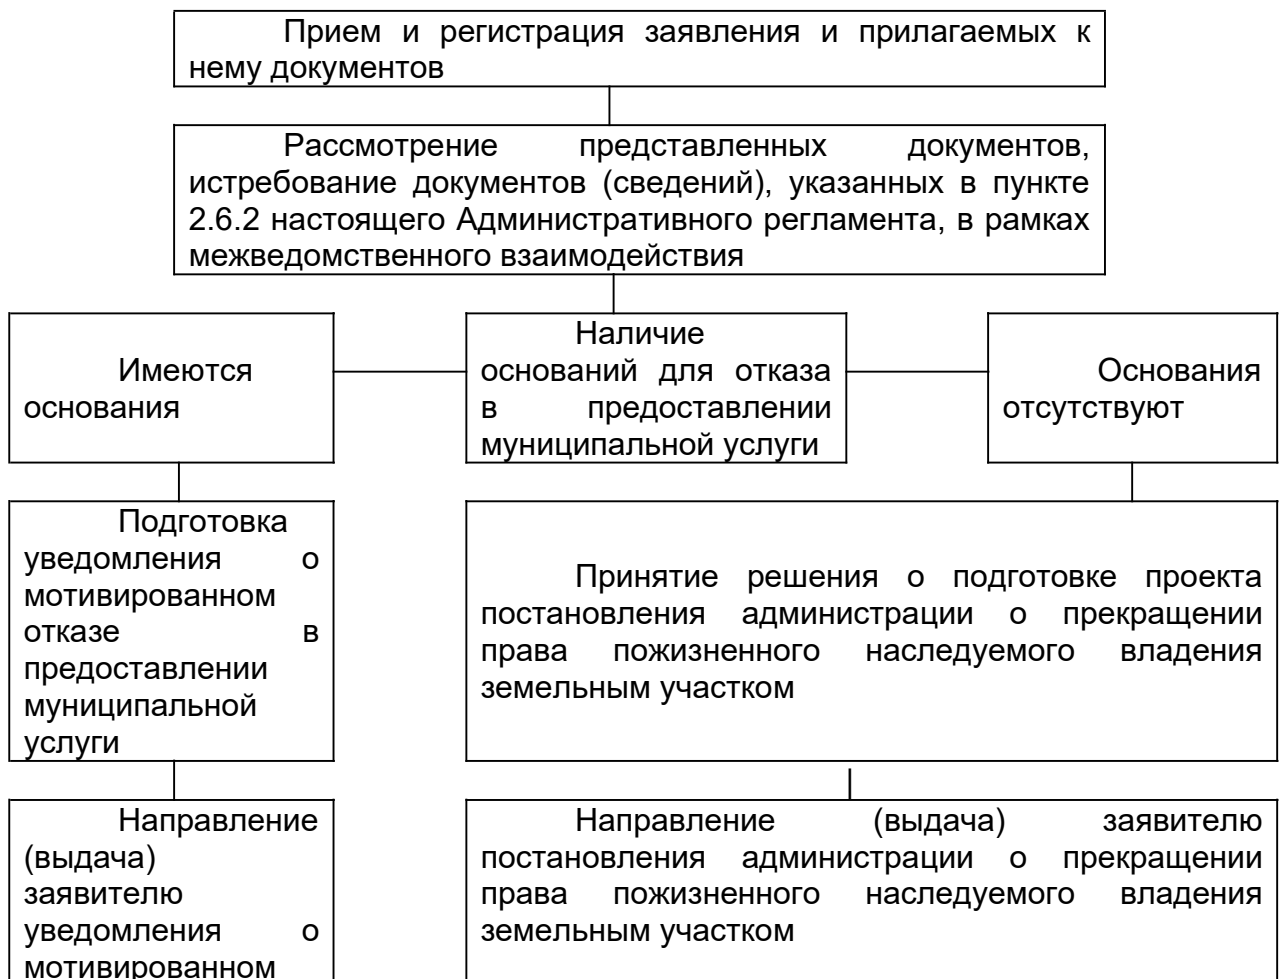 Прием и регистрация заявления и прилагаемых к
нему документов
Рассмотрение представленных документов,
истребование документов (сведений), указанных в пункте
2.6.2 настоящего Административного регламента, в рамках
межведомственного взаимодействия
Имеются
основания
Наличие
оснований для отказа
в предоставлении
муниципальной услуги
Основания
отсутствуют
Подготовка
уведомления о
мотивированном
отказе в
предоставлении
муниципальной
услуги
Принятие решения о подготовке проекта
постановления администрации о прекращении
права пожизненного наследуемого владения
земельным участком
Направление
(выдача)
заявителю
уведомления о
мотивированном
Направление (выдача) заявителю
постановления администрации о прекращении
права пожизненного наследуемого владения
земельным участком